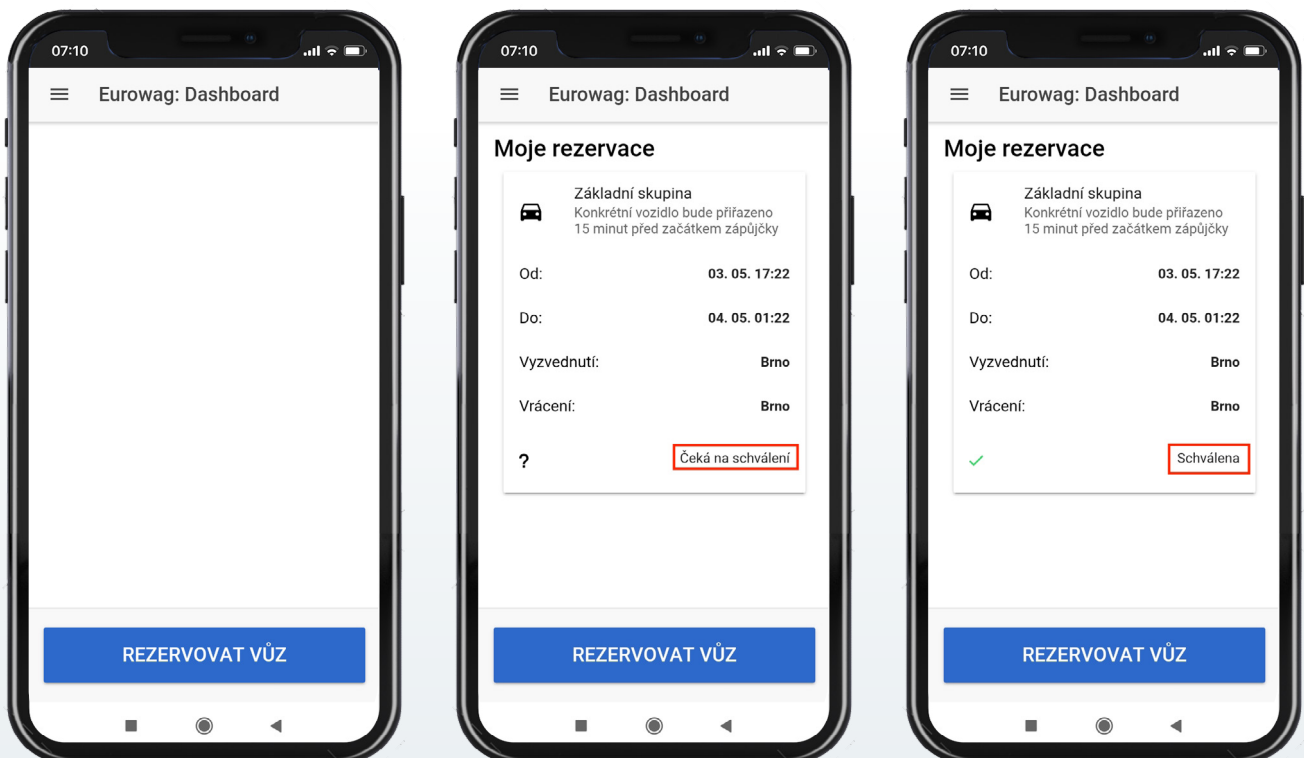 07:10
Eurowag: Dashboard
REZERVOVAT VŮZ
07:10
Eurowag: Dashboard
Moje rezervace
Základní skupina
Konkrétní vozidlo bude přiřazeno
15 minut před začátkem zápůjčky
Od: 03. 05. 17:22
Do: 04. 05. 01:22
Vyzvednutí: Brno
Vrácení: Brno
? Čeká na schválení
REZERVOVAT VŮZ
07:10
Eurowag: Dashboard
Moje rezervace
Základní skupina
Konkrétní vozidlo bude přiřazeno
15 minut před začátkem zápůjčky
Od: 03. 05. 17:22
Do: 04. 05. 01:22
Vyzvednutí: Brno
Vrácení: Brno
Schválena
REZERVOVAT VŮZ